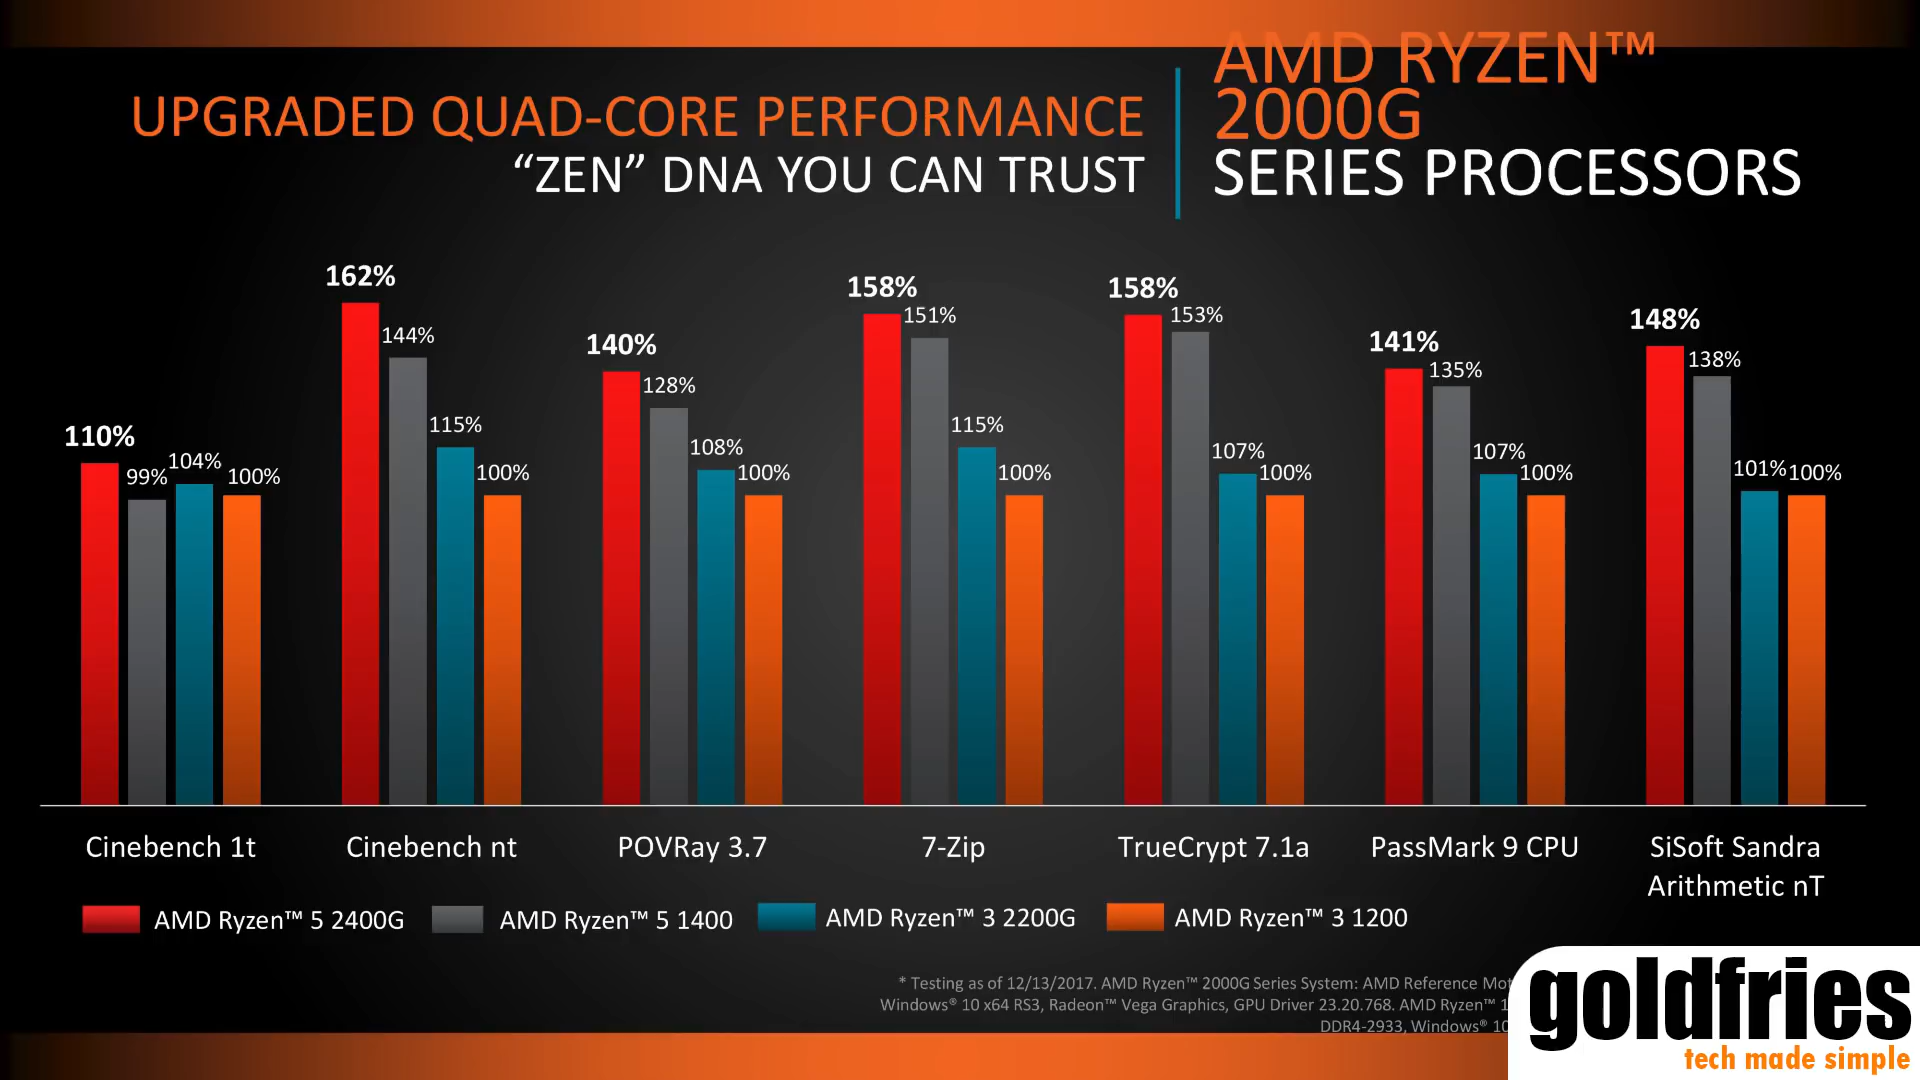 UPGRADED QUAD-CORE PERFORMANCE
“ZEN” DNA YOU CAN TRUST
AMD RYZEN™
2000G
SERIES PROCESSORS
110%
99%
104%
100%
162%
144%
115%
100%
140%
128%
108%
100%
158%
151%
115%
100%
158%
153%
107%
100%
141%
135%
107%
100%
148%
138%
101%
100%
Cinebench 1t
Cinebench nt
POVRay 3.7
7-Zip
TrueCrypt 7.1a
PassMark 9 CPU
SiSoft Sandra
Arithmetic nT
AMD Ryzen™ 5 2400G
AMD Ryzen™ 5 1400
AMD Ryzen™ 3 2200G
AMD Ryzen™ 3 1200
* Testing as of 12/13/2017. AMD Ryzen™ 2000G Series System: AMD Reference Mot
Windows® 10 x64 RS3, Radeon™ Vega Graphics, GPU Driver 23.20.768. AMD Ryzen™ 1
DDR4-2933, Windows® 10
goldfries
tech made simple